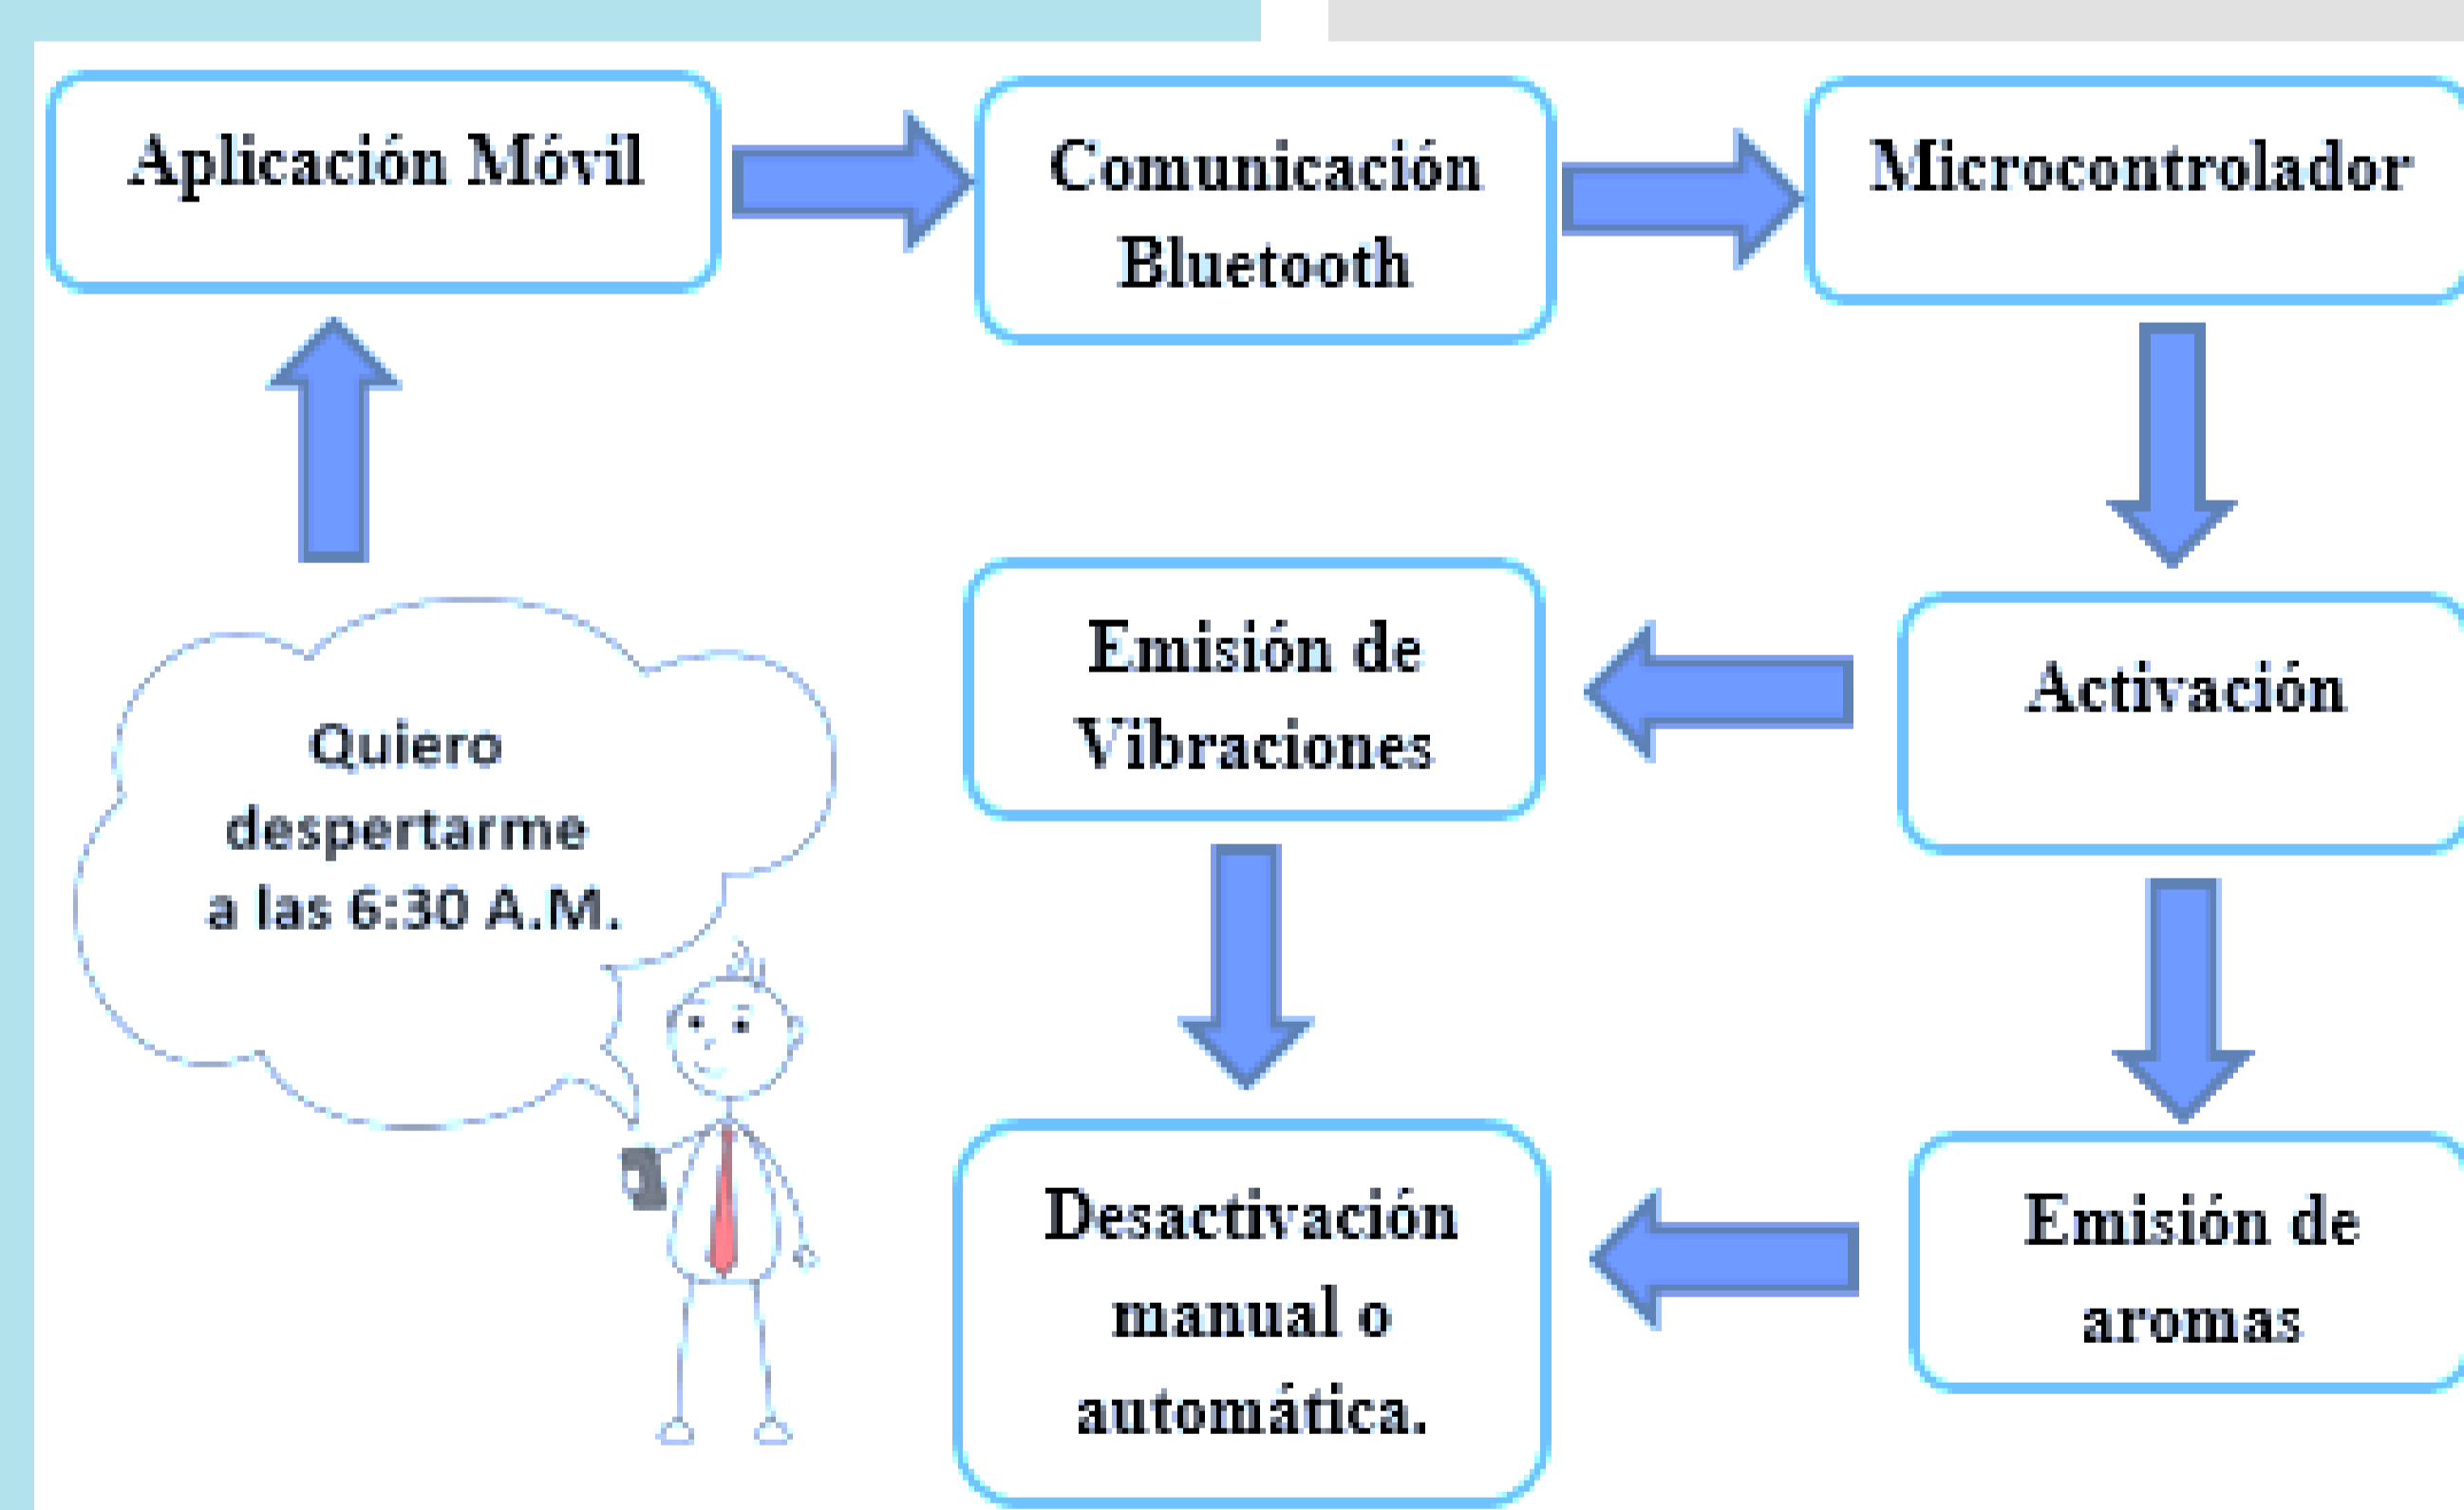 Aplicación Móvil
Comunicación
Bluetooth
Microcontrolador
Quiero
despertarme
a las 6:30 A.M.
Emisión de
Vibraciones
Activación
Desactivación
manual o
automática.
Emisión de
aromas